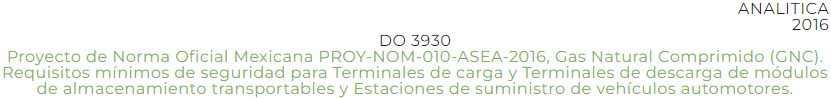 ANALITICA
2016
DO 3930
Proyecto de Norma Oficial Mexicana PROY-NOM-010-ASEA-2016, Gas Natural Comprimido (GNC).
Requisitos mínimos de seguridad para Terminales de carga y Terminales de descarga de módulos
de almacenamiento transportables y Estaciones de suministro de vehículos automotores.